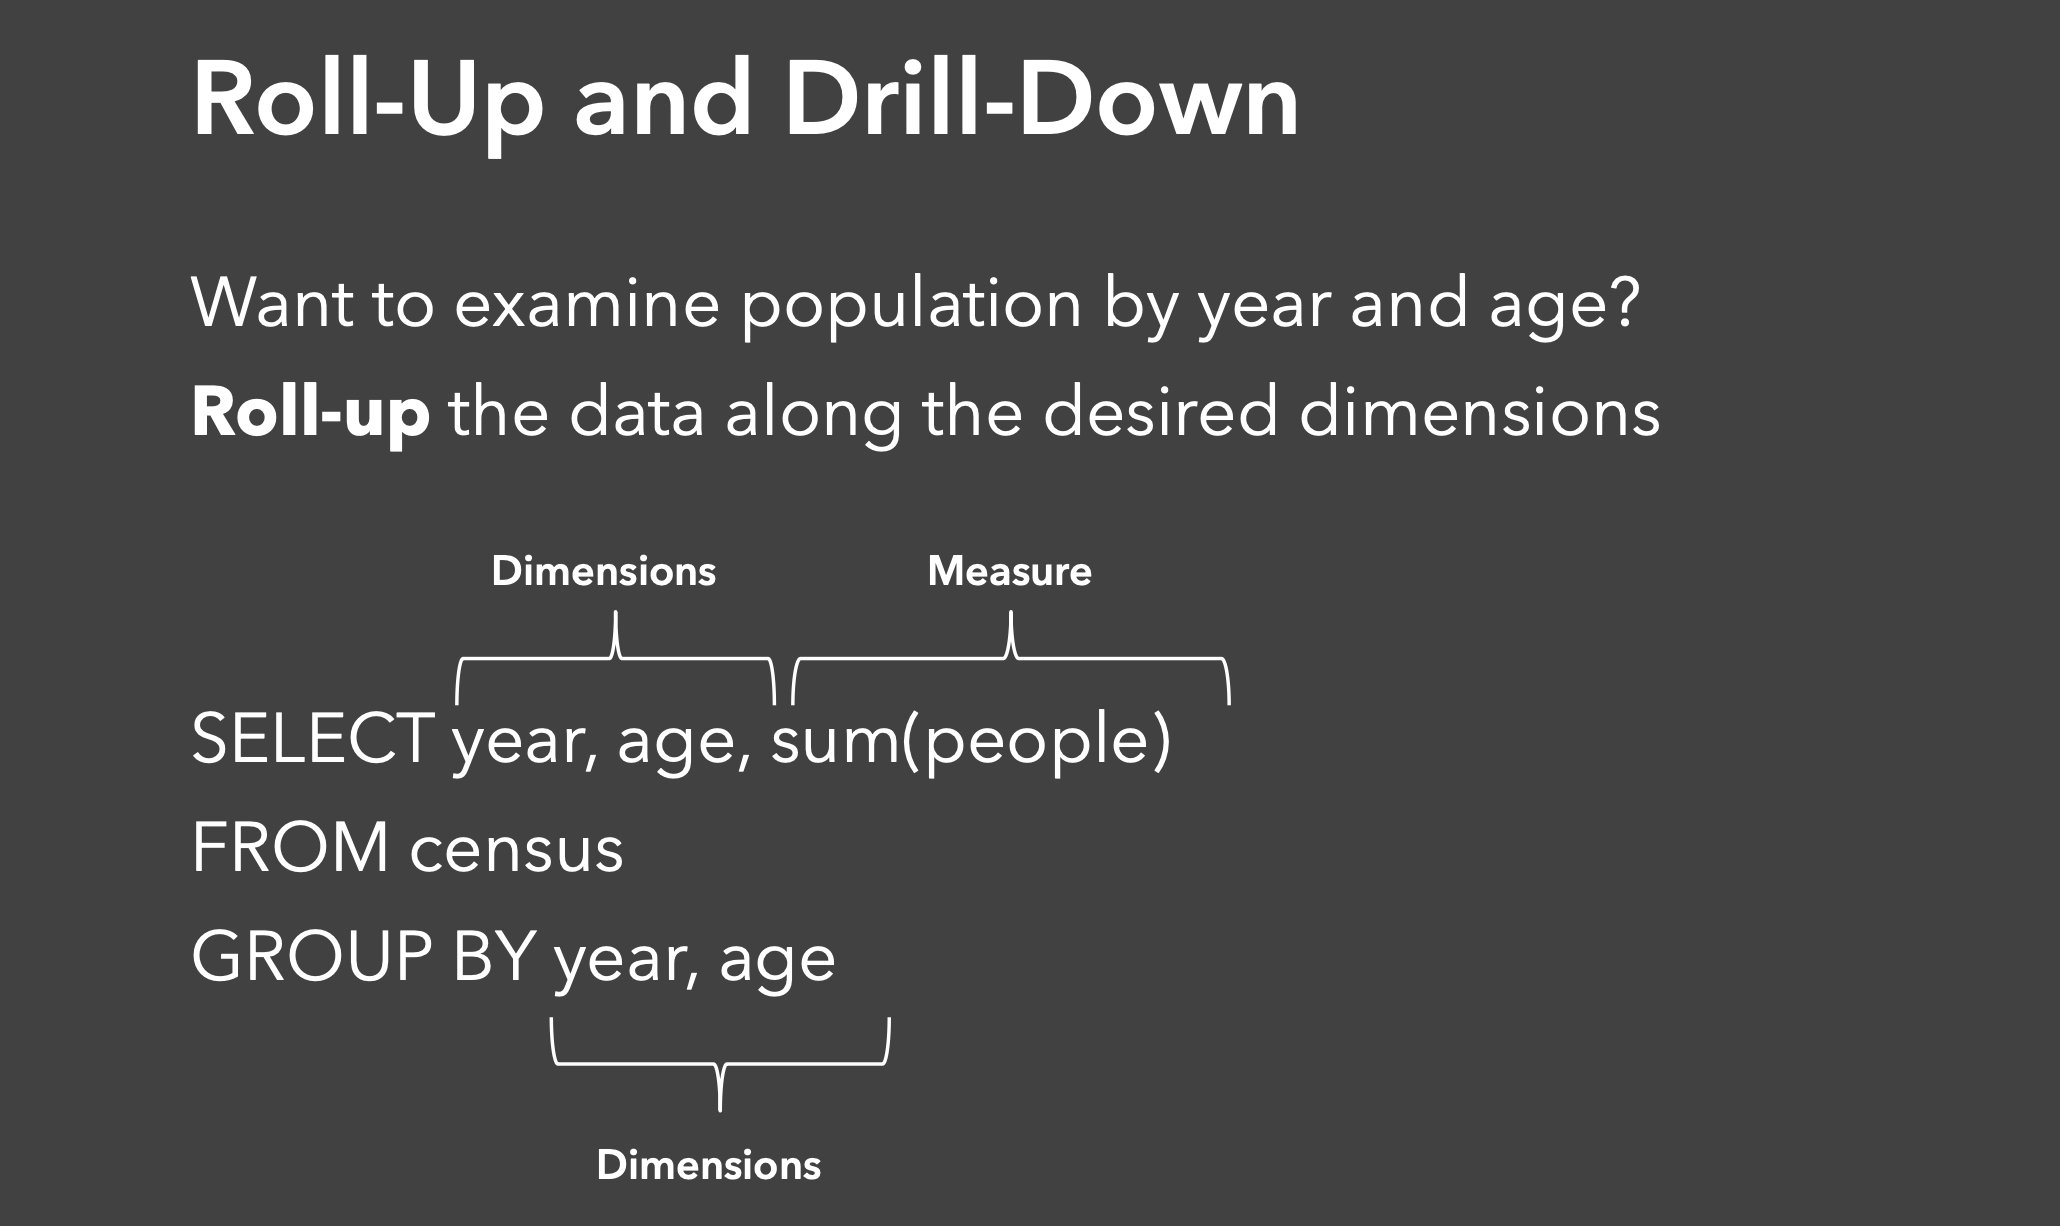 Roll-Up and Drill-Down
Want to examine population by year and age?
Roll-up the data along the desired dimensions
Dimensions Measure
SELECT year, age, sum(people)
FROM census
GROUP BY year, age
Dimensions